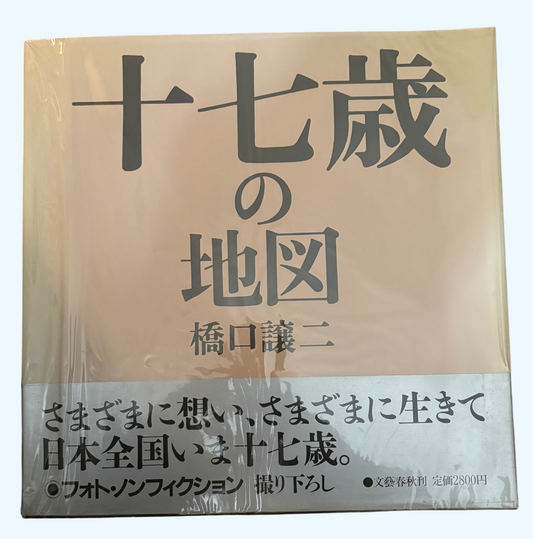 十七歳
の
地図
橋口譲二
さまざまに想い、さまざまに生きて
日本全国いま十七歳。
●フォト・ノンフィクション 撮り下ろし ●文藝春秋刊 定価2800円